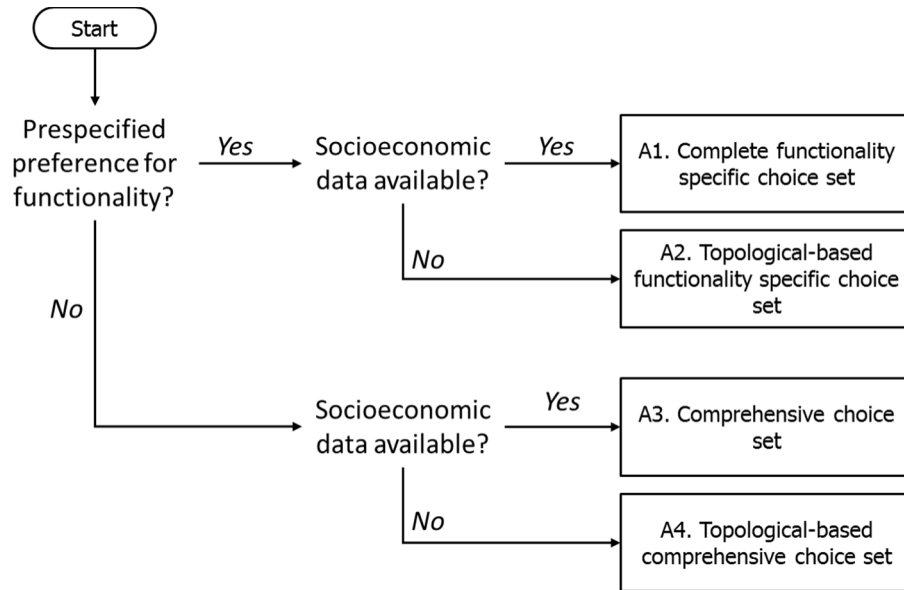 Start
Prespecified
preference for
functionality?
Yes
Socioeconomic
data available?
Yes
A1. Complete functionality
specific choice set
No
A2. Topological-based
functionality specific choice
set
No
Socioeconomic
data available?
Yes
A3. Comprehensive choice
set
No
A4. Topological-based
comprehensive choice set